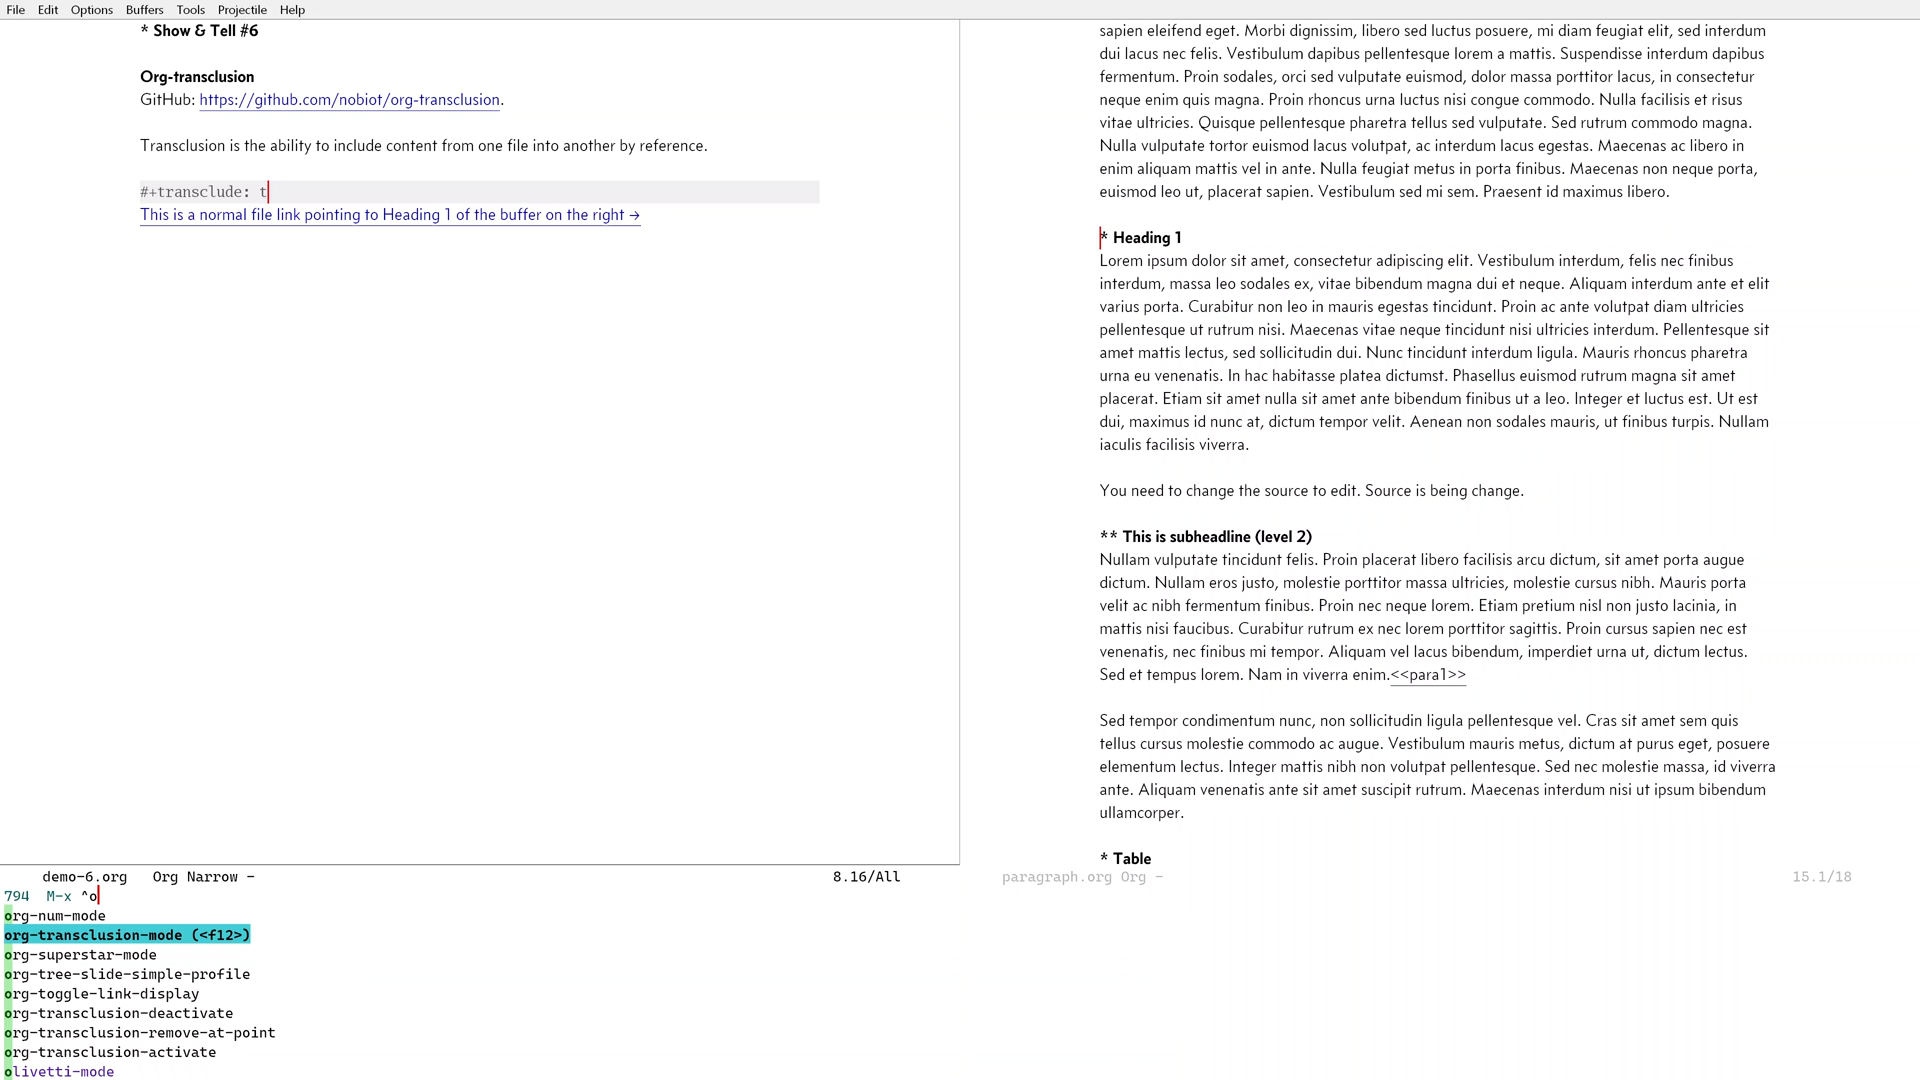 File Edit Options Buffers Tools Projectile Help
* Show & Tell #6
Org-transclusion
GitHub: https://github.com/nobiot/org-transclusion.
Transclusion is the ability to include content from one file into another by reference.
#+transclude: t
This is a normal file link pointing to Heading 1 of the buffer on the right →
demo-6.org Org Narrow – 8.16/All
sapien eleifend eget. Morbi dignissim, libero sed luctus posuere, mi diam feugiat elit, sed interdum
dui lacus nec felis. Vestibulum dapibus pellentesque lorem a mattis. Suspendisse interdum dapibus
fermentum. Proin sodales, orci sed vulputate euismod, dolor massa porttitor lacus, in consectetur
neque enim quis magna. Proin rhoncus urna luctus nisi congue commodo. Nulla facilisis et risus
vitae ultricies. Quisque pellentesque pharetra tellus sed vulputate. Sed rutrum commodo magna.
Nulla vulputate tortor euismod lacus volutpat, ac interdum lacus egestas. Maecenas ac libero in
enim aliquam mattis vel in ante. Nulla feugiat metus in porta finibus. Maecenas non neque porta,
euismod leo ut, placerat sapien. Vestibulum sed mi sem. Praesent id maximus libero.
* Heading 1
Lorem ipsum dolor sit amet, consectetur adipiscing elit. Vestibulum interdum, felis nec finibus
interdum, massa leo sodales ex, vitae bibendum magna dui et neque. Aliquam interdum ante et elit
varius porta. Curabitur non leo in mauris egestas tincidunt. Proin ac ante volutpat diam ultricies
pellentesque ut rutrum nisi. Maecenas vitae neque tincidunt nisi ultricies interdum. Pellentesque sit
amet mattis lectus, sed sollicitudin dui. Nunc tincidunt interdum ligula. Mauris rhoncus pharetra
urna eu venenatis. In hac habitasse platea dictumst. Phasellus euismod rutrum magna sit amet
placerat. Etiam sit amet nulla sit amet ante bibendum finibus ut a leo. Integer et luctus est. Ut est
dui, maximus id nunc at, dictum tempor velit. Aenean non sodales mauris, ut finibus turpis. Nullam
iaculis facilisis viverra.
You need to change the source to edit. Source is being change.
** This is subheadline (level 2)
Nullam vulputate tincidunt felis. Proin placerat libero facilisis arcu dictum, sit amet porta augue
dictum. Nullam eros justo, molestie porttitor massa ultricies, molestie cursus nibh. Mauris porta
velit ac nibh fermentum finibus. Proin nec neque lorem. Etiam pretium nisl non justo lacinia, in
mattis nisi faucibus. Curabitur rutrum ex nec lorem porttitor sagittis. Proin cursus sapien nec est
venenatis, nec finibus mi tempor. Aliquam vel lacus bibendum, imperdiet urna ut, dictum lectus.
Sed et tempus lorem. Nam in viverra enim.<<para1>>
Sed tempor condimentum nunc, non sollicitudin ligula pellentesque vel. Cras sit amet sem quis
tellus cursus molestie commodo ac augue. Vestibulum mauris metus, dictum at purus eget, posuere
elementum lectus. Integer mattis nibh non volutpat pellentesque. Sed nec molestie massa, id viverra
ante. Aliquam venenatis ante sit amet suscipit rutrum. Maecenas interdum nisi ut ipsum bibendum
ullamcorper.
* Table
paragraph.org Org – 15.1/18
794 M-x ^o
org-num-mode
org-transclusion-mode (<f12>)
org-superstar-mode
org-tree-slide-simple-profile
org-toggle-link-display
org-transclusion-deactivate
org-transclusion-remove-at-point
org-transclusion-activate
olivetti-mode